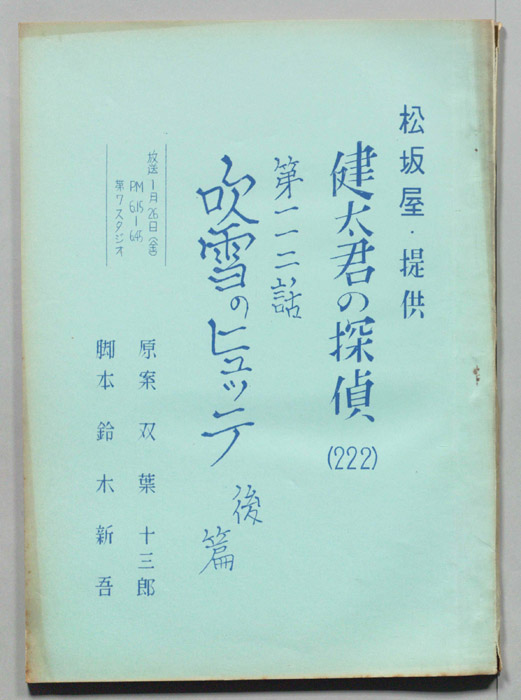 松坂屋・提供
健太君の探偵
(222)
第一一二話
吹雪のヒュッテ
後篇
放送1月26日(金)
PM 6.15―6.45
第7スタジオ
原案 双葉十三郎
脚本 鈴木新吾